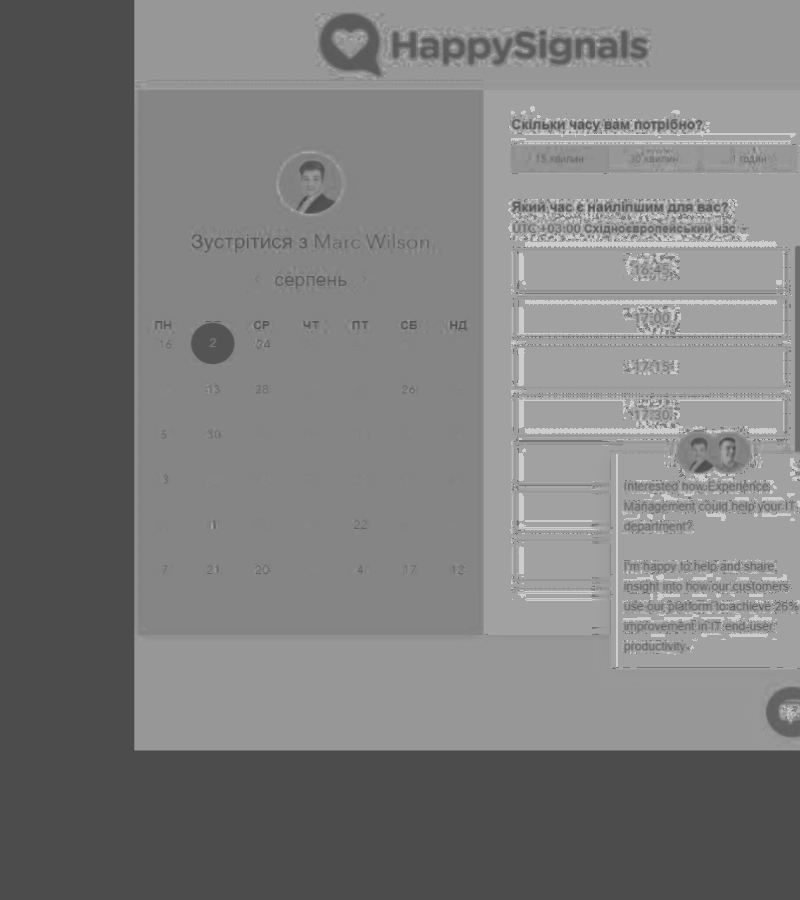 HappySignals
Зустрітися з Marc Wilson
серпень
ПН СР ЧТ ПТ СБ НД
16 2 24
13 28 26
5 30
3
22
7 21 20 4 17 12
Скільки часу вам потрібно?
15 хвилин 30 хвилин 1 годин
Який час є найліпшим для вас?
UTC +03:00 Східноєвропейський час
16:45
17:00
17:15
17:30
Interested how Experience
Management could help your IT
department?
I'm happy to help and share
insight into how our customers
use our platform to achieve 26%
improvement in IT end-user
productivity.